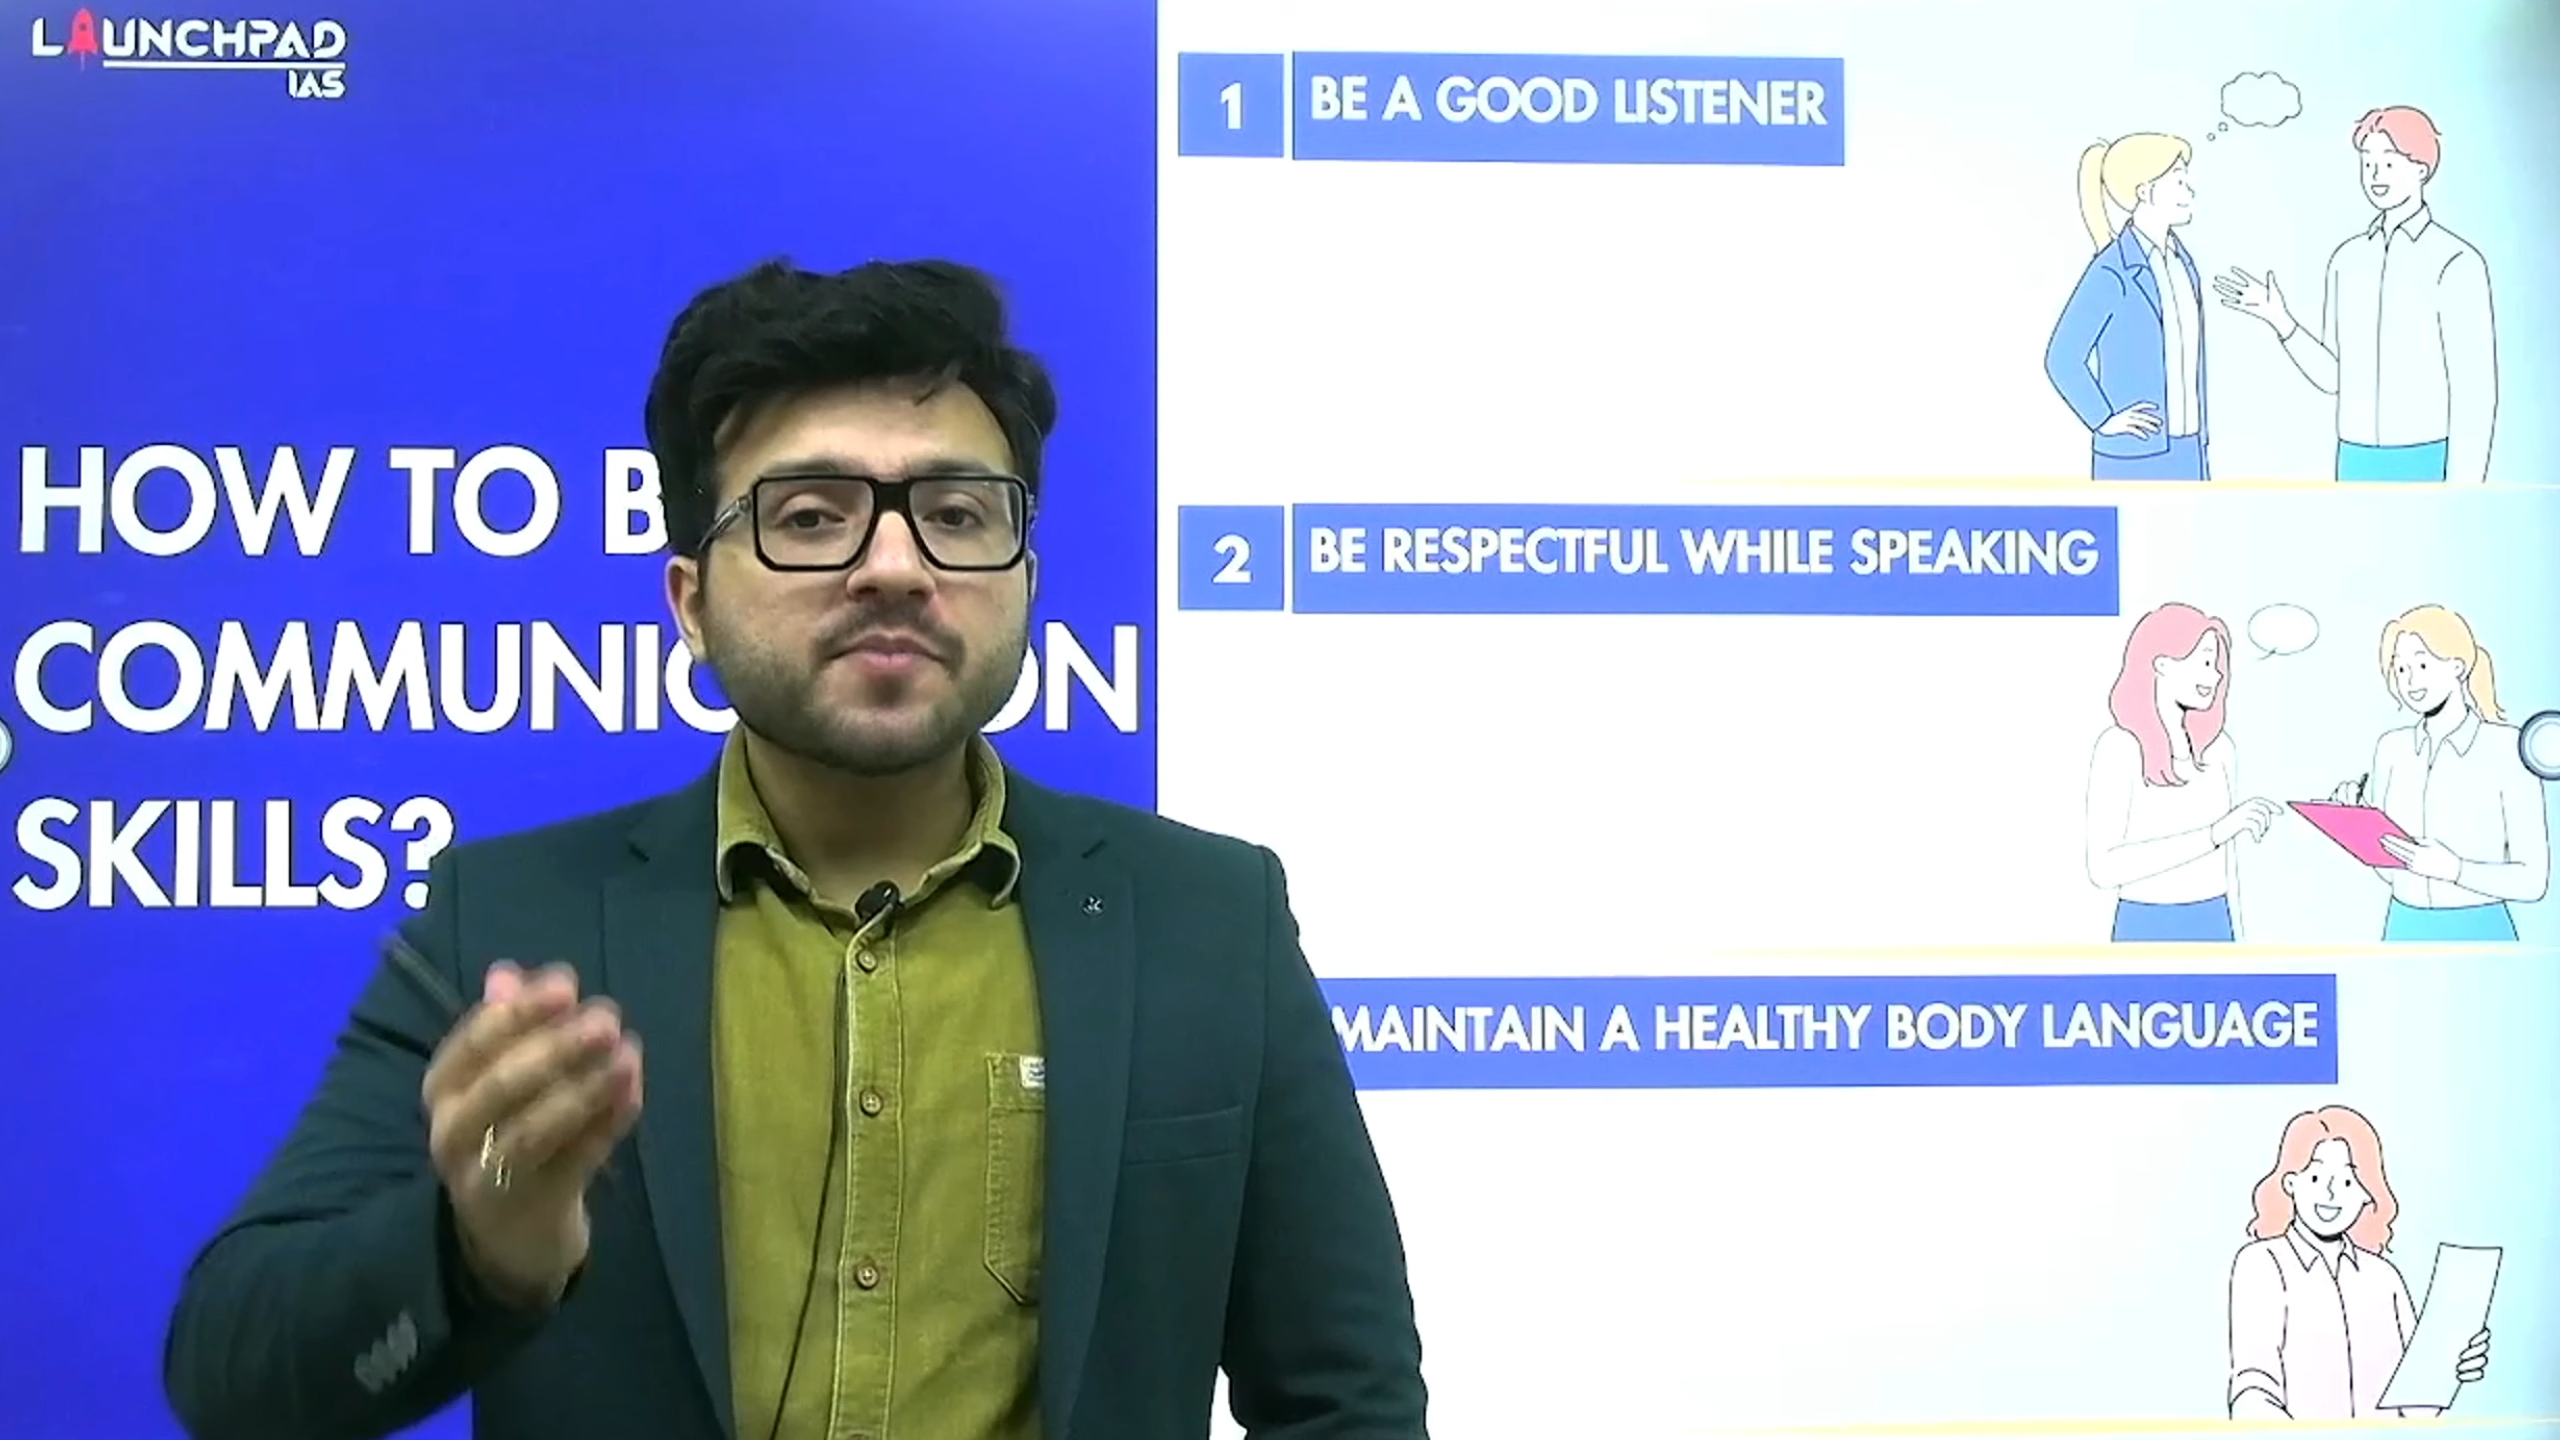 LAUNCHPAD
IAS
HOW TO
COMMUNIC ON
SKILLS?
1
BE A GOOD LISTENER
2
BE RESPECTFUL WHILE SPEAKING
MAINTAIN A HEALTHY BODY LANGUAGE